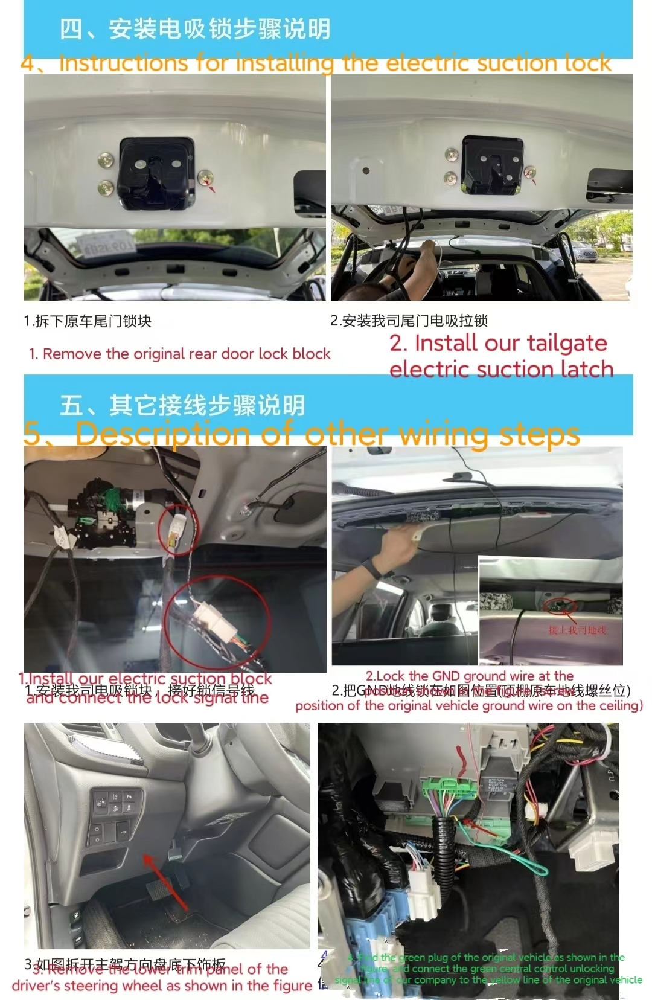 四、安装电吸锁步骤说明
4、Instructions for installing the electric suction lock
1.拆下原车尾门锁块
2.安装我司尾门电吸拉锁
1. Remove the original rear door lock block
2. Install our tailgate
electric suction latch
五、其它接线步骤说明
5、Description of other wiring steps
接上我司地线
1.Install our electric suction block
and connect the lock signal line
1.安装我司电吸锁块，接好锁信号线
2.Lock the GND ground wire at the
position shown in the figure (screw
position of the original vehicle ground wire on the ceiling)
2.把GND地线锁在如图位置(顶棚原车地线螺丝位)
3.如图拆开主驾方向盘底下饰板
3. Remove the lower trim panel of the
driver's steering wheel as shown in the figure
4. Find the green plug of the original vehicle as shown in the
figure, and connect the green central control unlocking
signal line of our company to the yellow line of the original vehicle